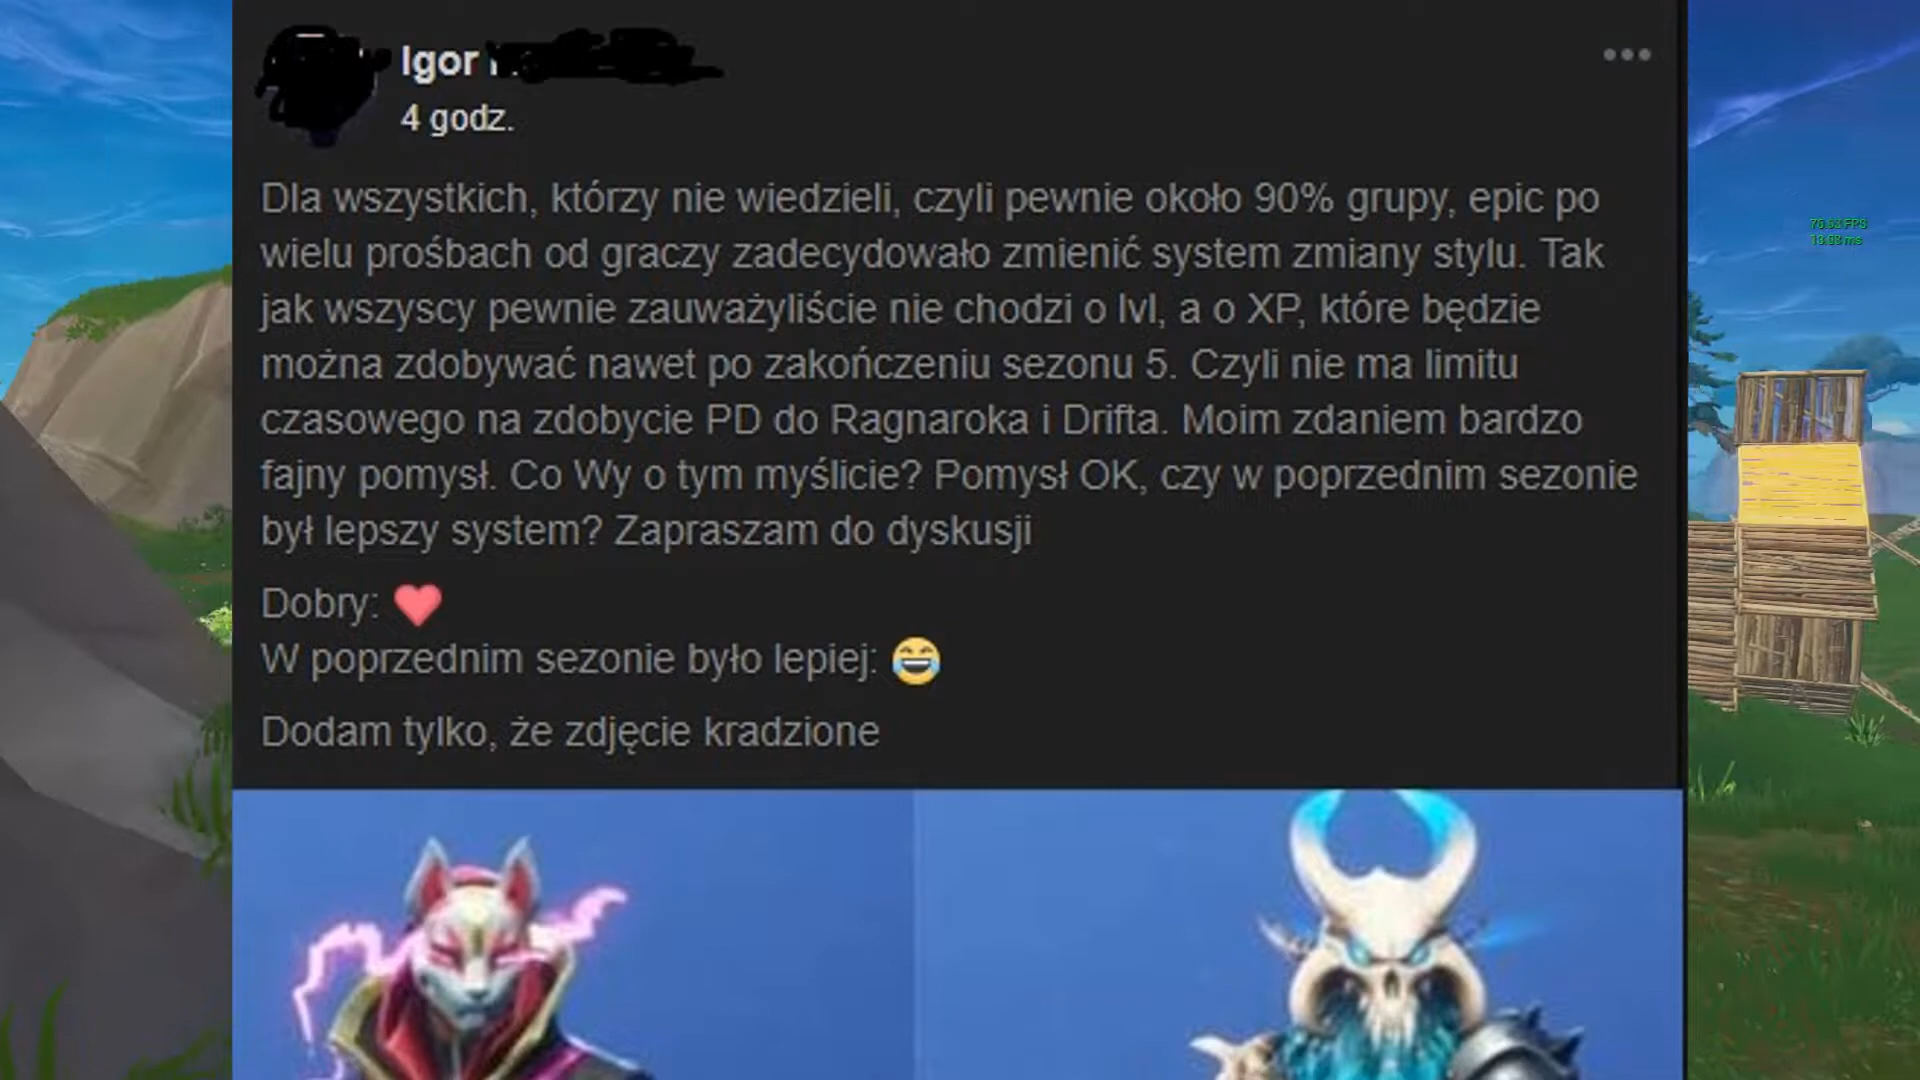 Igor
4 godz.
Dla wszystkich, którzy nie wiedzieli, czyli pewnie około 90% grupy, epic po
wielu prośbach od graczy zadecydowało zmienić system zmiany stylu. Tak
jak wszyscy pewnie zauważyliście nie chodzi o lvl, a o XP, które będzie
można zdobywać nawet po zakończeniu sezonu 5. Czyli nie ma limitu
czasowego na zdobycie PD do Ragnaroka i Drifta. Moim zdaniem bardzo
fajny pomysł. Co Wy o tym myślicie? Pomysł OK, czy w poprzednim sezonie
był lepszy system? Zapraszam do dyskusji
Dobry: ❤️
W poprzednim sezonie było lepiej: 😂
Dodam tylko, że zdjęcie kradzione